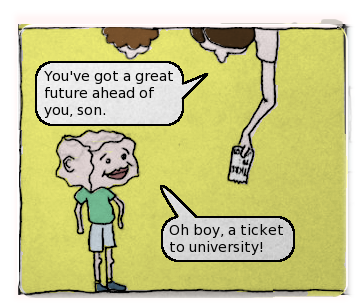 You've got a great
future ahead of
you, son.
Oh boy, a ticket
to university!